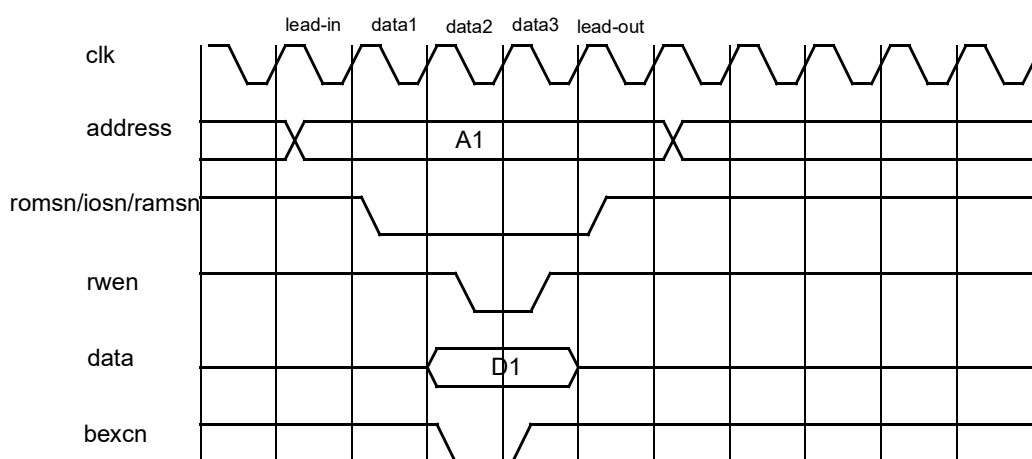 lead-in data1 data2 data3 lead-out
clk
address A1
romsn/iosn/ramsn
rwen
data D1
bexcn